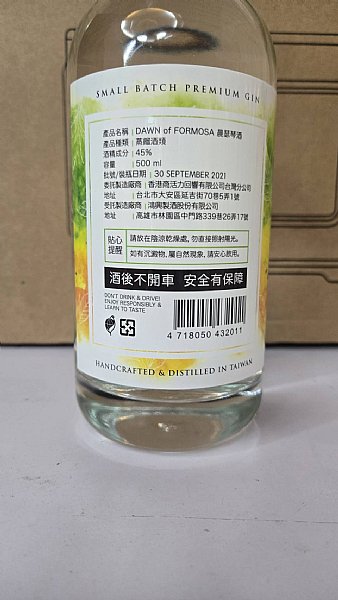 SMALL BATCH PREMIUM GIN
產品名稱 | DAWN of FORMOSA 晨瑟琴酒
產品種類 | 蒸餾酒類
酒精成分 | 45%
容量 | 500 ml
批號/裝瓶日期 | 30 SEPTEMBER 2021
委託製造廠商 | 香港商活力回響有限公司台灣分公司
地址 | 台北市大安區延吉街70巷5弄1號
受託製造廠商 | 鴻興製酒股份有限公司
地址 | 高雄市林園區中門路339巷26弄17號
貼心提醒
請放在陰涼乾燥處, 勿直接照射陽光。
如有沉澱物, 屬自然現象, 請安心飲用。
酒後不開車 安全有保障
DON'T DRINK & DRIVE!
ENJOY RESPONSIBLY &
LEARN TO TASTE
4 718050 432011
HANDCRAFTED & DISTILLED IN TAIWAN